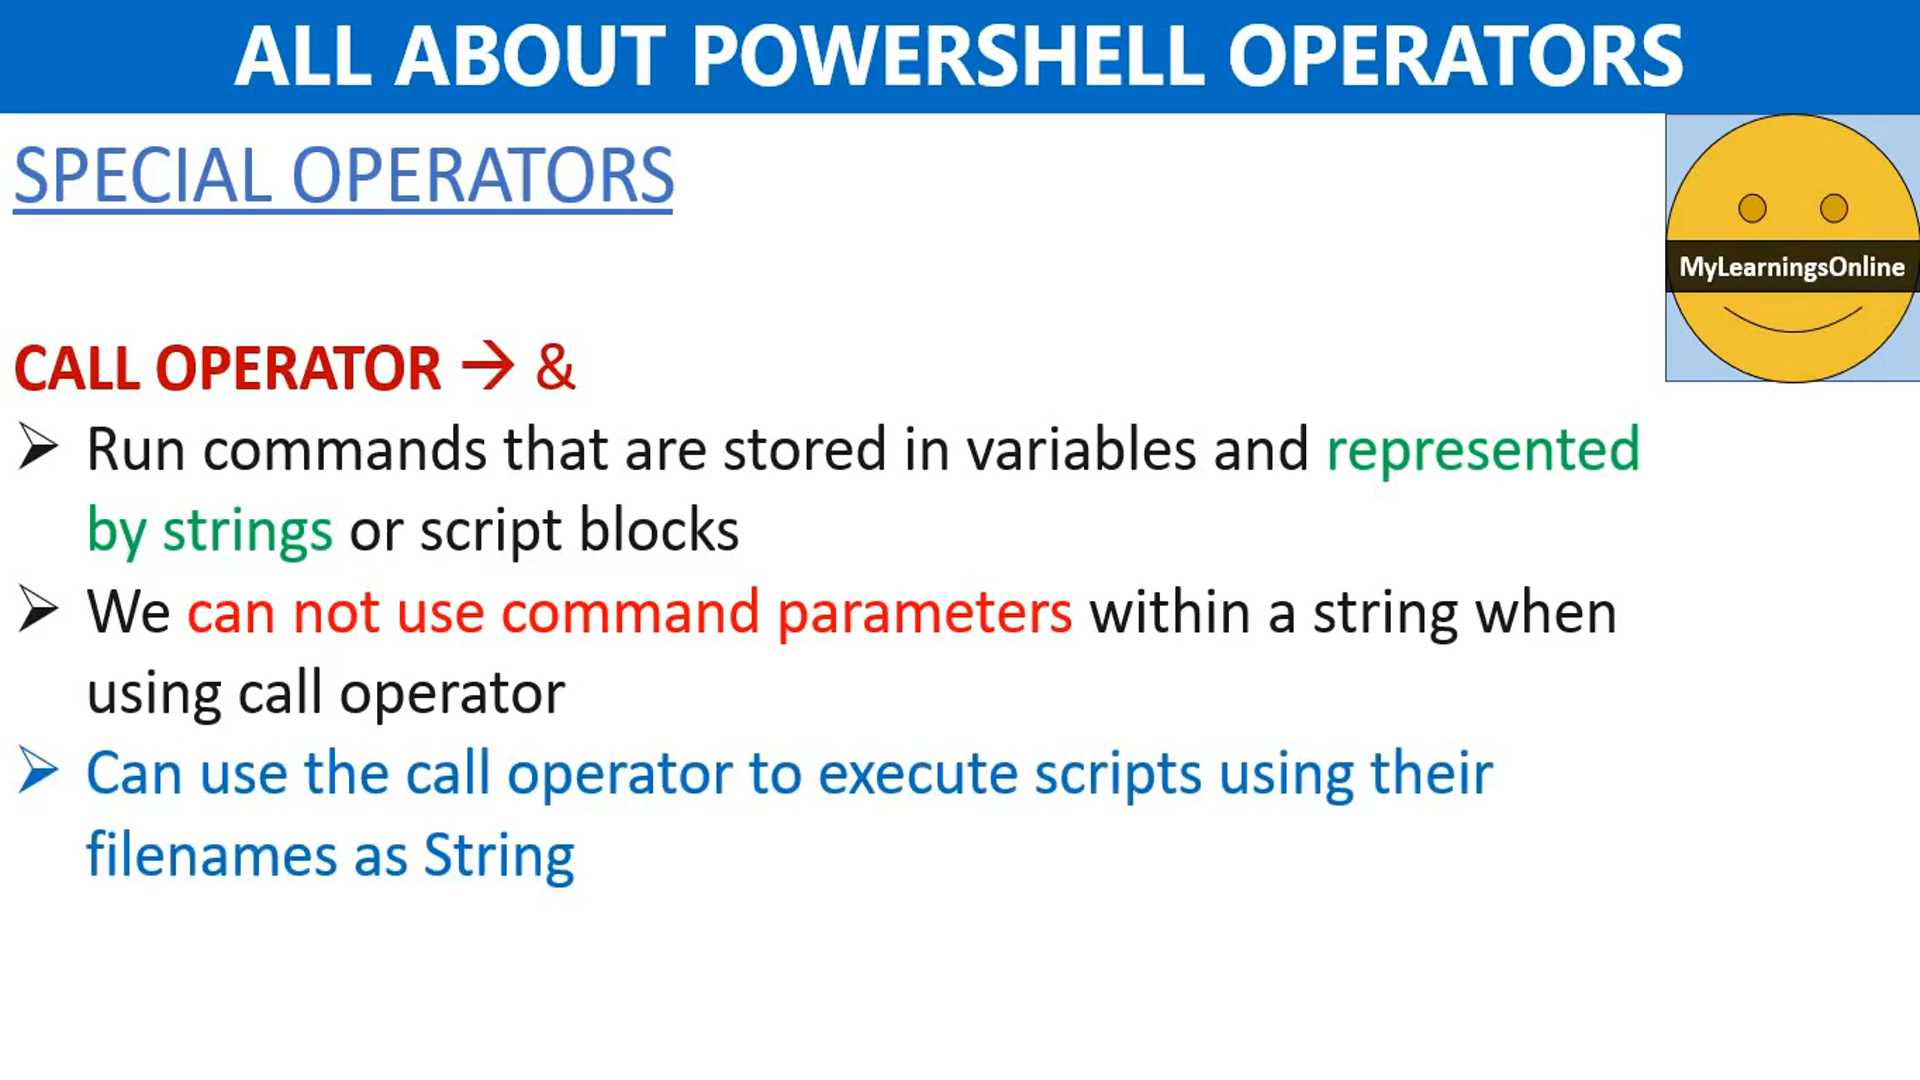 ALL ABOUT POWERSHELL OPERATORS
SPECIAL OPERATORS
MyLearningsOnline
CALL OPERATOR → &
➢ Run commands that are stored in variables and represented
by strings or script blocks
➢ We can not use command parameters within a string when
using call operator
➢ Can use the call operator to execute scripts using their
filenames as String